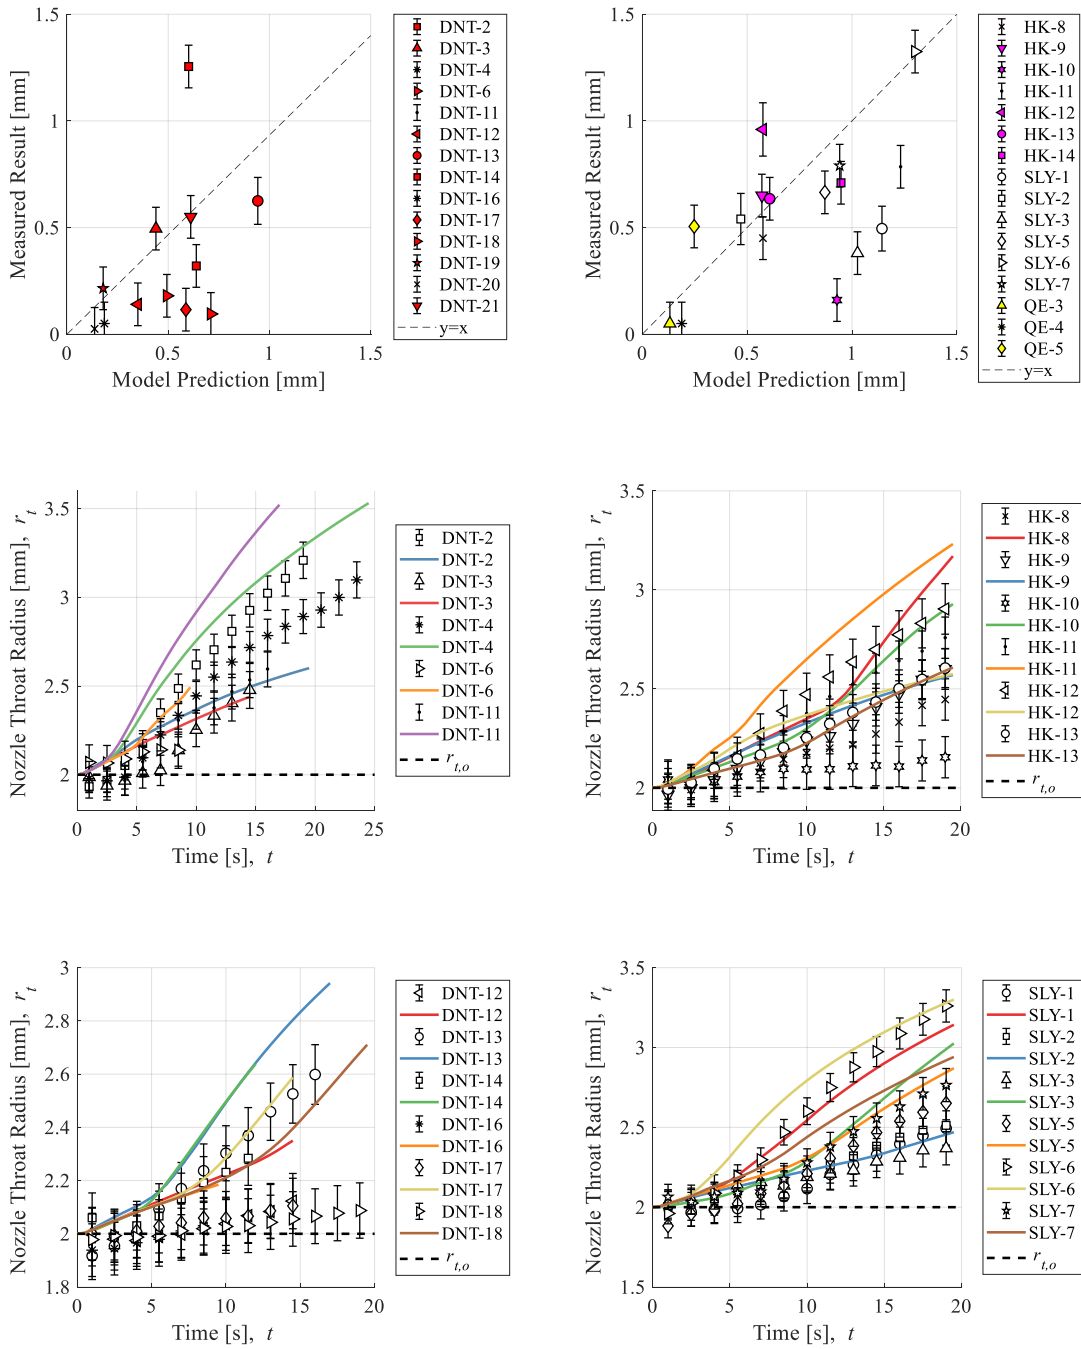 1.5
1
0.5
0
0
0.5
1
1.5
Measured Result [mm]
Model Prediction [mm]
DNT-2
DNT-3
DNT-4
DNT-6
DNT-11
DNT-12
DNT-13
DNT-14
DNT-16
DNT-17
DNT-18
DNT-19
DNT-20
DNT-21
y=x
1.5
1
0.5
0
0
0.5
1
1.5
Measured Result [mm]
Model Prediction [mm]
HK-8
HK-9
HK-10
HK-11
HK-12
HK-13
HK-14
SLY-1
SLY-2
SLY-3
SLY-5
SLY-6
SLY-7
QE-3
QE-4
QE-5
y=x
3.5
3
2.5
2
0
5
10
15
20
25
Nozzle Throat Radius [mm], r_t
Time [s], t
DNT-2
DNT-2
DNT-3
DNT-3
DNT-4
DNT-4
DNT-6
DNT-6
DNT-11
DNT-11
r_t,o
3.5
3
2.5
2
0
5
10
15
20
Nozzle Throat Radius [mm], r_t
Time [s], t
HK-8
HK-8
HK-9
HK-9
HK-10
HK-10
HK-11
HK-11
HK-12
HK-12
HK-13
HK-13
r_t,o
3
2.8
2.6
2.4
2.2
2
1.8
0
5
10
15
20
Nozzle Throat Radius [mm], r_t
Time [s], t
DNT-12
DNT-12
DNT-13
DNT-13
DNT-14
DNT-14
DNT-16
DNT-16
DNT-17
DNT-17
DNT-18
DNT-18
r_t,o
3.5
3
2.5
2
1.5
0
5
10
15
20
Nozzle Throat Radius [mm], r_t
Time [s], t
SLY-1
SLY-1
SLY-2
SLY-2
SLY-3
SLY-3
SLY-5
SLY-5
SLY-6
SLY-6
SLY-7
SLY-7
r_t,o